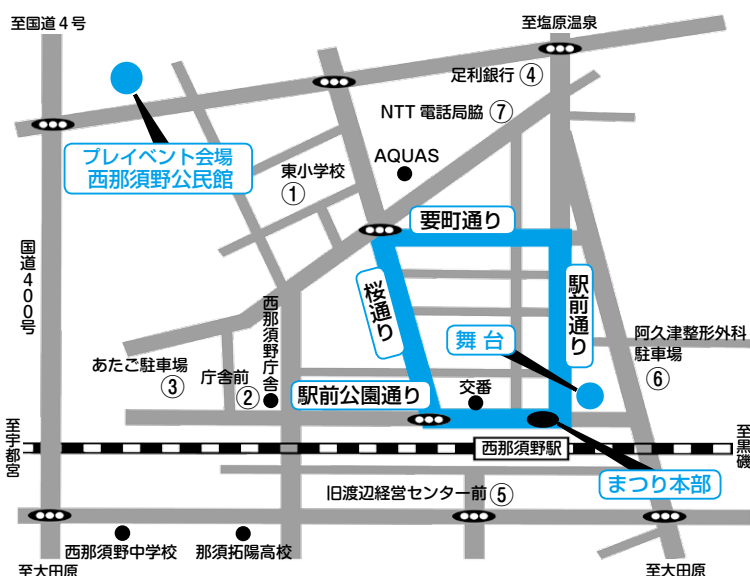 至国道4号
至塩原温泉
足利銀行④
NTT電話局脇⑦
プレイベント会場
西那須野公民館
東小学校
①
AQUAS
要町通り
国道400号
桜通り
駅前通り
西那須野庁舎
舞台
阿久津整形外科
駐車場
⑥
あたご駐車場
③
庁舎前
②
駅前公園通り
交番
至宇都宮
西那須野駅
至黒磯
まつり本部
旧渡辺経営センター前⑤
西那須野中学校
那須拓陽高校
至大田原
至大田原